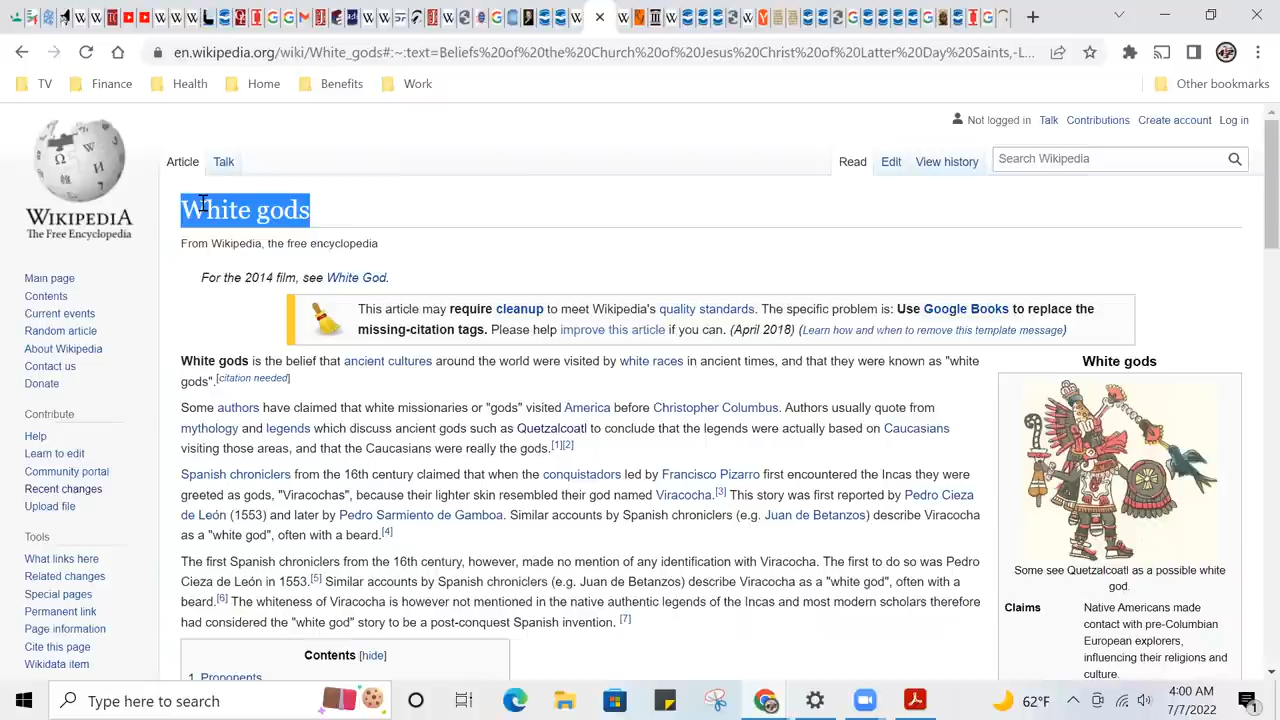 en.wikipedia.org/wiki/White_gods#:~:text=Beliefs%20of%20the%20Church%20of%20Jesus%20Christ%20of%20Latter%20Day%20Saints,-L...
TV Finance Health Home Benefits Work Other bookmarks
Not logged in Talk Contributions Create account Log in
Article Talk Read Edit View history Search Wikipedia
WIKIPEDIA
The Free Encyclopedia
White gods
From Wikipedia, the free encyclopedia
For the 2014 film, see White God.
This article may require cleanup to meet Wikipedia's quality standards. The specific problem is: Use Google Books to replace the
missing-citation tags. Please help improve this article if you can. (April 2018) (Learn how and when to remove this template message)
White gods is the belief that ancient cultures around the world were visited by white races in ancient times, and that they were known as "white
gods".[citation needed]
Some authors have claimed that white missionaries or "gods" visited America before Christopher Columbus. Authors usually quote from
mythology and legends which discuss ancient gods such as Quetzalcoatl to conclude that the legends were actually based on Caucasians
visiting those areas, and that the Caucasians were really the gods.[1][2]
Spanish chroniclers from the 16th century claimed that when the conquistadors led by Francisco Pizarro first encountered the Incas they were
greeted as gods, "Viracochas", because their lighter skin resembled their god named Viracocha.[3] This story was first reported by Pedro Cieza
de León (1553) and later by Pedro Sarmiento de Gamboa. Similar accounts by Spanish chroniclers (e.g. Juan de Betanzos) describe Viracocha
as a "white god", often with a beard.[4]
The first Spanish chroniclers from the 16th century, however, made no mention of any identification with Viracocha. The first to do so was Pedro
Cieza de León in 1553.[5] Similar accounts by Spanish chroniclers (e.g. Juan de Betanzos) describe Viracocha as a "white god", often with a
beard.[6] The whiteness of Viracocha is however not mentioned in the native authentic legends of the Incas and most modern scholars therefore
had considered the "white god" story to be a post-conquest Spanish invention. [7]
Contents [hide]
1 Proponents
White gods
Some see Quetzalcoatl as a possible white
god.
Claims Native Americans made
contact with pre-Columbian
European explorers,
influencing their religions and
culture.
Main page
Contents
Current events
Random article
About Wikipedia
Contact us
Donate
Contribute
Help
Learn to edit
Community portal
Recent changes
Upload file
Tools
What links here
Related changes
Special pages
Permanent link
Page information
Cite this page
Wikidata item
Type here to search
62°F
4:00 AM
7/7/2022
1